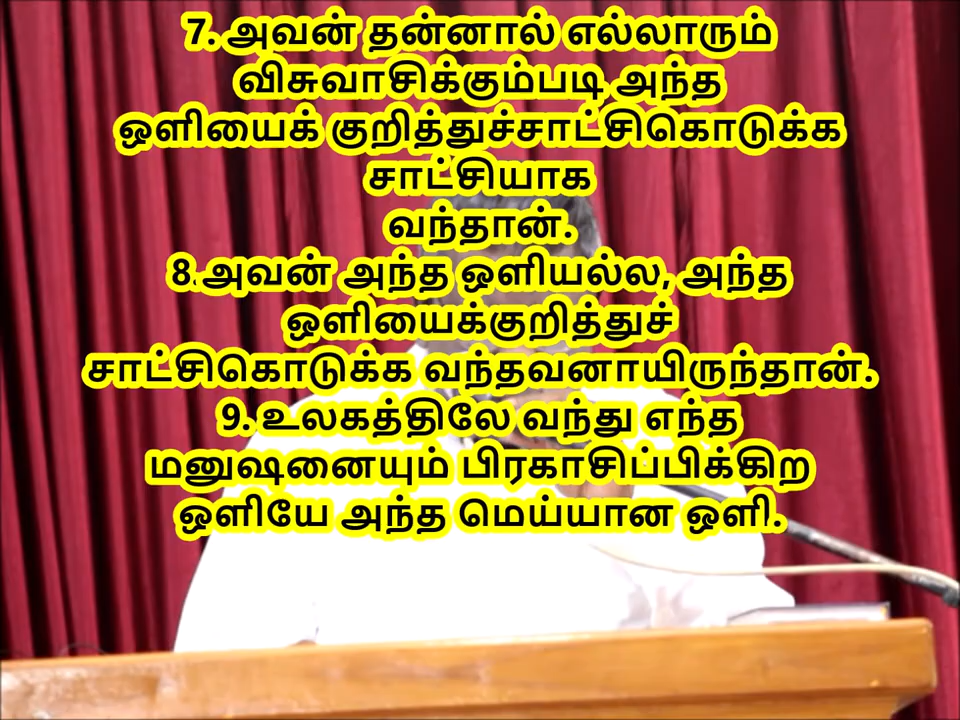 7. அவன் தன்னால் எல்லாரும்
விசுவாசிக்கும்படி அந்த
ஒளியைக் குறித்துச்சாட்சிகொடுக்க
சாட்சியாக
வந்தான்.
8.அவன் அந்த ஒளியல்ல, அந்த
ஒளியைக்குறித்துச்
சாட்சிகொடுக்க வந்தவனாயிருந்தான்.
9. உலகத்திலே வந்து எந்த
மனுஷனையும் பிரகாசிப்பிக்கிற
ஒளியே அந்த மெய்யான ஒளி.